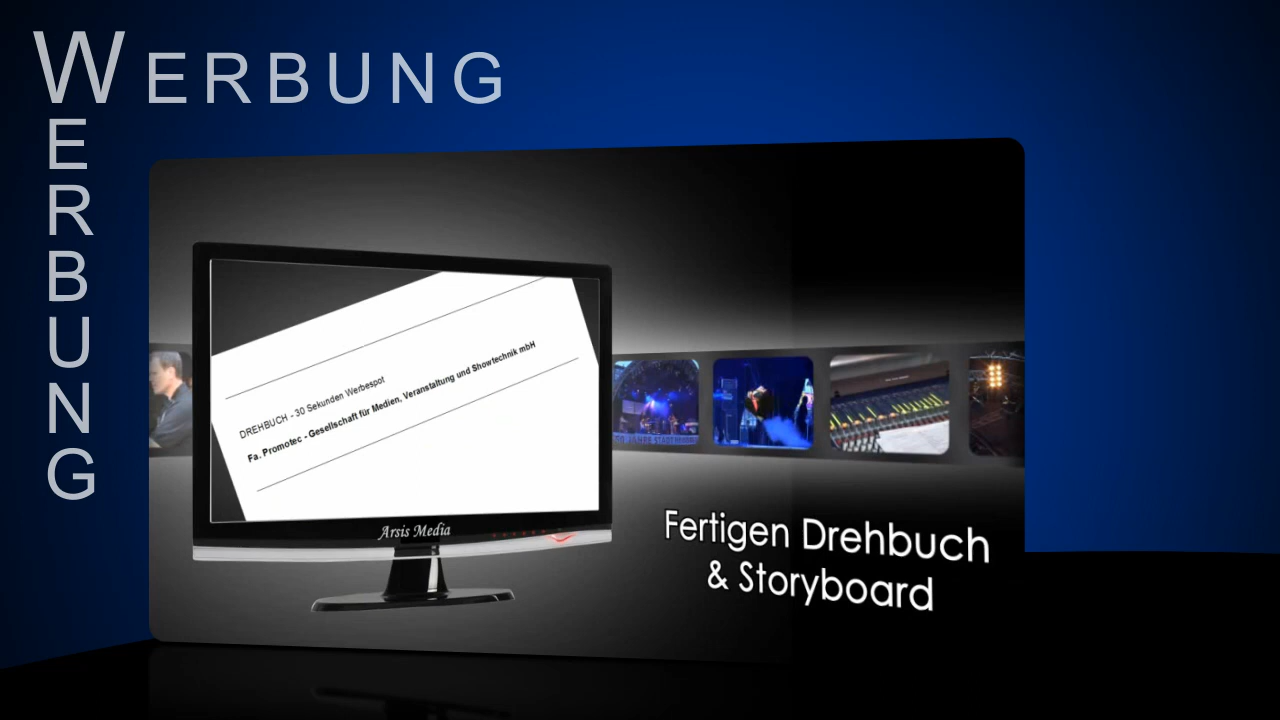 WERBUNG
ERBUNG
DREHBUCH - 30 Sekunden Werbespot
Fa. Promotec - Gesellschaft für Medien, Veranstaltung und Showtechnik mbH
Arsis Media
Fertigen Drehbuch
& Storyboard